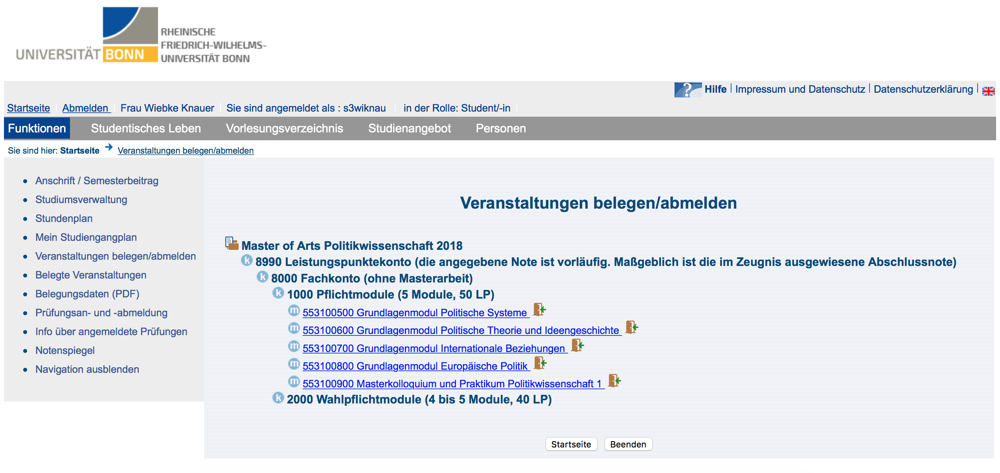 UNIVERSITÄT BONN
RHEINISCHE
FRIEDRICH-WILHELMS-
UNIVERSITÄT BONN
? Hilfe Impressum und Datenschutz Datenschutzerklärung
Startseite Abmelden Frau Wiebke Knauer Sie sind angemeldet als : s3wiknau in der Rolle: Student/-in
Funktionen Studentisches Leben Vorlesungsverzeichnis Studienangebot Personen
Sie sind hier: Startseite Veranstaltungen belegen/abmelden
Anschrift / Semesterbeitrag
Studiumsverwaltung
Stundenplan
Mein Studiengangplan
Veranstaltungen belegen/abmelden
Belegte Veranstaltungen
Belegungsdaten (PDF)
Prüfungsan- und -abmeldung
Info über angemeldete Prüfungen
Notenspiegel
Navigation ausblenden
Veranstaltungen belegen/abmelden
Master of Arts Politikwissenschaft 2018
k 8990 Leistungspunktekonto (die angegebene Note ist vorläufig. Maßgeblich ist die im Zeugnis ausgewiesene Abschlussnote)
k 8000 Fachkonto (ohne Masterarbeit)
k 1000 Pflichtmodule (5 Module, 50 LP)
m 553100500 Grundlagenmodul Politische Systeme
m 553100600 Grundlagenmodul Politische Theorie und Ideengeschichte
m 553100700 Grundlagenmodul Internationale Beziehungen
m 553100800 Grundlagenmodul Europäische Politik
m 553100900 Masterkolloquium und Praktikum Politikwissenschaft 1
k 2000 Wahlpflichtmodule (4 bis 5 Module, 40 LP)
Startseite Beenden